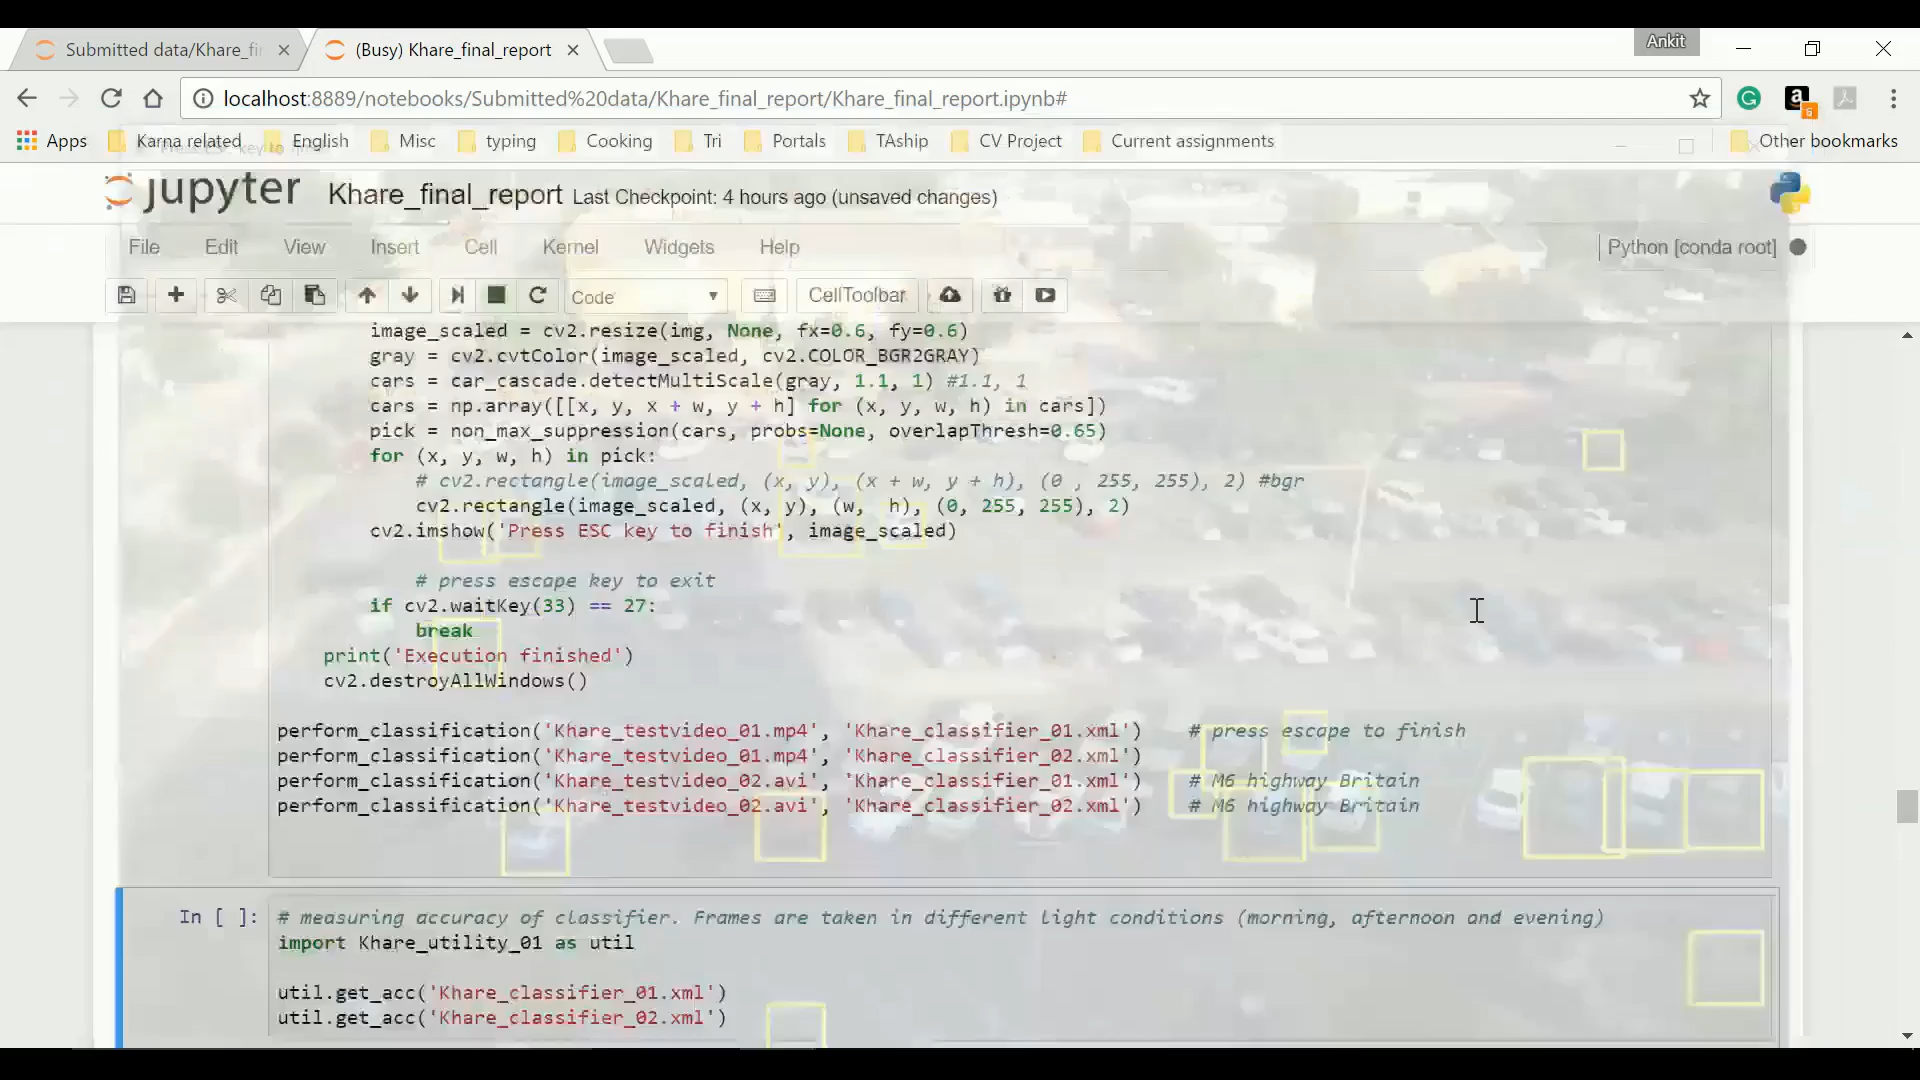 Submitted data/Khare_fi
(Busy) Khare_final_report
Ankit
localhost:8889/notebooks/Submitted%20data/Khare_final_report/Khare_final_report.ipynb#
Apps Karna related English Misc typing Cooking Tri Portals TAship CV Project Current assignments Other bookmarks
jupyter Khare_final_report Last Checkpoint: 4 hours ago (unsaved changes)
File Edit View Insert Cell Kernel Widgets Help Python [conda root]
Code CellToolbar
image_scaled = cv2.resize(img, None, fx=0.6, fy=0.6)
gray = cv2.cvtColor(image_scaled, cv2.COLOR_BGR2GRAY)
cars = car_cascade.detectMultiScale(gray, 1.1, 1) #1.1, 1
cars = np.array([[x, y, x + w, y + h] for (x, y, w, h) in cars])
pick = non_max_suppression(cars, probs=None, overlapThresh=0.65)
for (x, y, w, h) in pick:
# cv2.rectangle(image_scaled, (x, y), (x + w, y + h), (0 , 255, 255), 2) #bgr
cv2.rectangle(image_scaled, (x, y), (w, h), (0, 255, 255), 2)
cv2.imshow('Press ESC key to finish', image_scaled)
# press escape key to exit
if cv2.waitKey(33) == 27:
break
print('Execution finished')
cv2.destroyAllWindows()
perform_classification('Khare_testvideo_01.mp4', 'Khare_classifier_01.xml') # press escape to finish
perform_classification('Khare_testvideo_01.mp4', 'Khare_classifier_02.xml')
perform_classification('Khare_testvideo_02.avi', 'Khare_classifier_01.xml') # M6 highway Britain
perform_classification('Khare_testvideo_02.avi', 'Khare_classifier_02.xml') # M6 highway Britain
In [ ]: # measuring accuracy of classifier. Frames are taken in different light conditions (morning, afternoon and evening)
import Khare_utility_01 as util
util.get_acc('Khare_classifier_01.xml')
util.get_acc('Khare_classifier_02.xml')